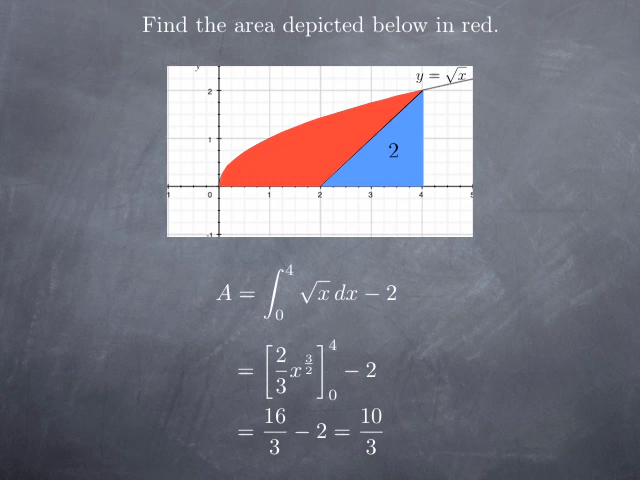 Find the area depicted below in red.
y
y = √x
2
1
2
1 0 1 2 3 4 5
-1
A = ∫₀⁴ √x dx − 2
= [2/3 x^(3/2)]₀⁴ − 2
= 16/3 − 2 = 10/3